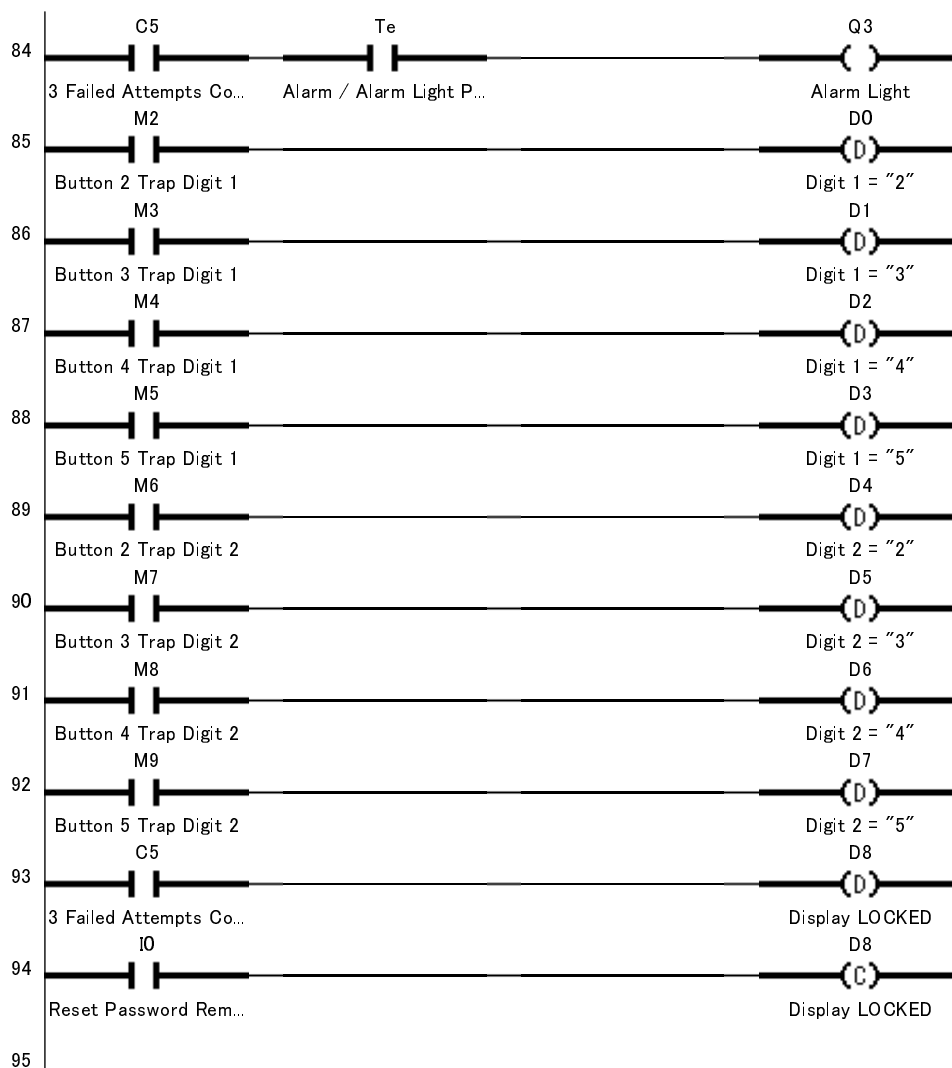 C5 Te Q3
84
3 Failed Attempts Co... Alarm / Alarm Light P... Alarm Light
M2 D0
85 (D)
Button 2 Trap Digit 1 Digit 1 = "2"
M3 D1
86 (D)
Button 3 Trap Digit 1 Digit 1 = "3"
M4 D2
87 (D)
Button 4 Trap Digit 1 Digit 1 = "4"
M5 D3
88 (D)
Button 5 Trap Digit 1 Digit 1 = "5"
M6 D4
89 (D)
Button 2 Trap Digit 2 Digit 2 = "2"
M7 D5
90 (D)
Button 3 Trap Digit 2 Digit 2 = "3"
M8 D6
91 (D)
Button 4 Trap Digit 2 Digit 2 = "4"
M9 D7
92 (D)
Button 5 Trap Digit 2 Digit 2 = "5"
C5 D8
93 (D)
3 Failed Attempts Co... Display LOCKED
I0 D8
94 (C)
Reset Password Rem... Display LOCKED
95